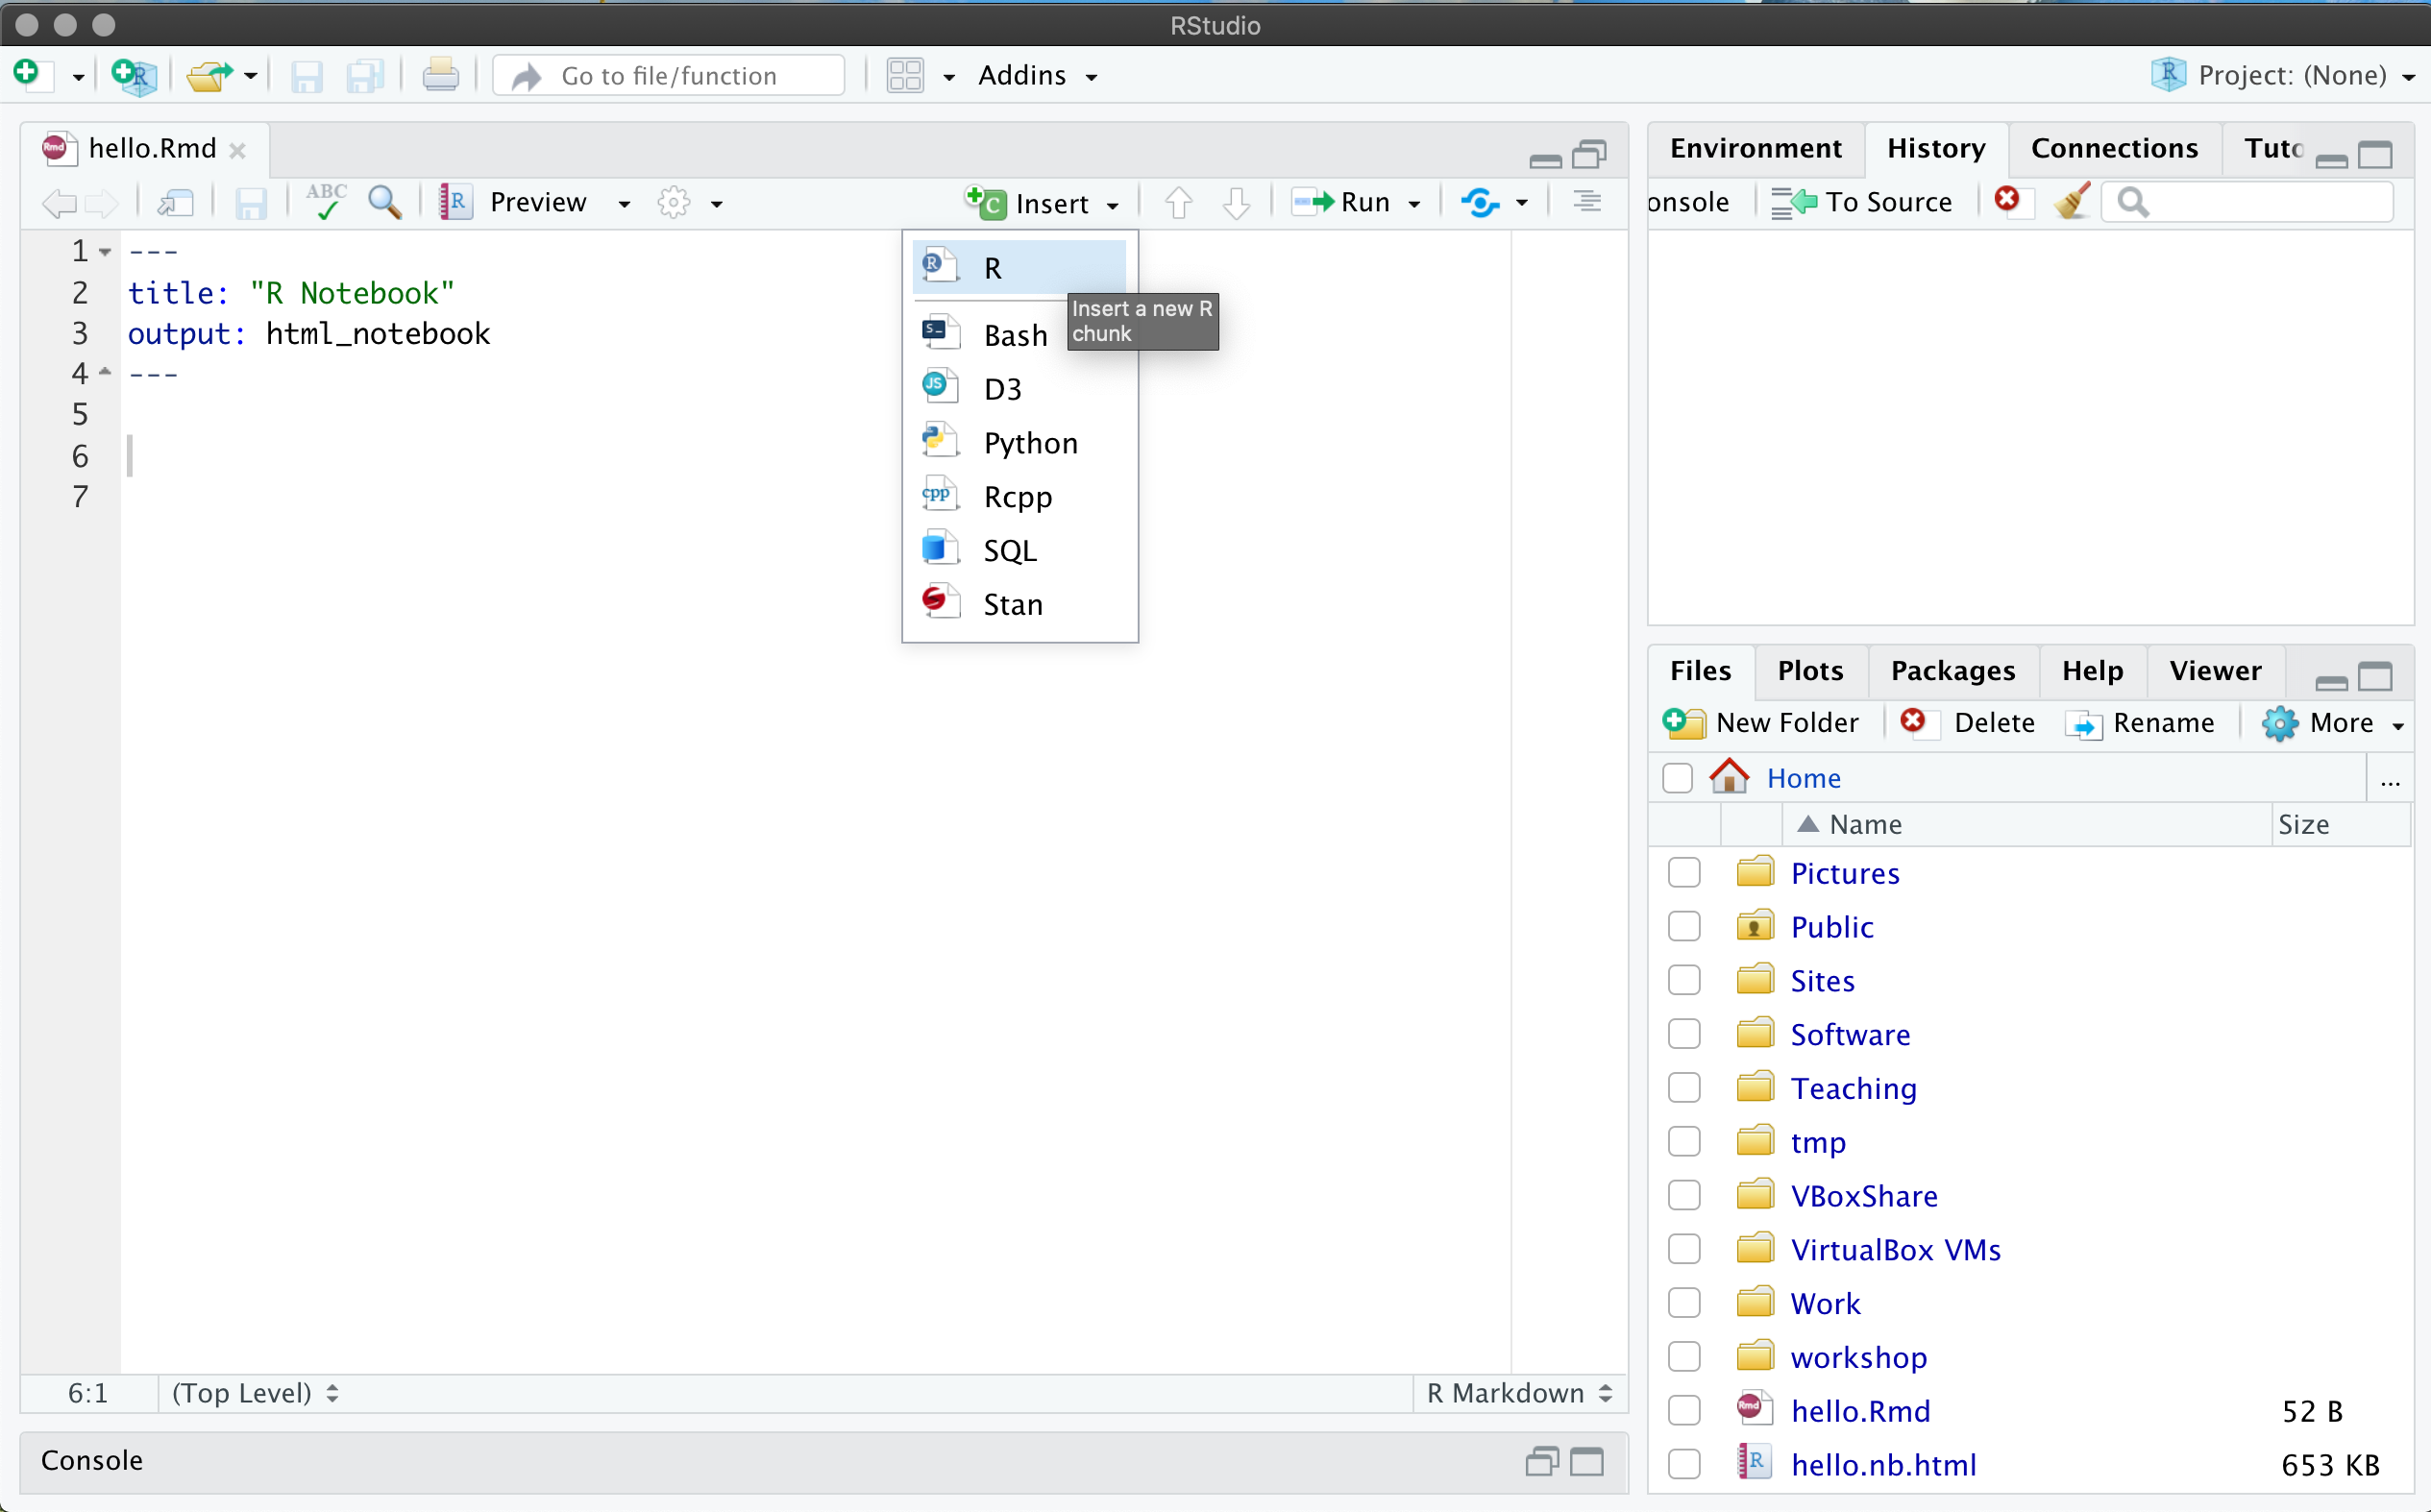 RStudio
Go to file/function
Addins
Project: (None)
hello.Rmd
ABC
Preview
Insert
Run
1 ---
2 title: "R Notebook"
3 output: html_notebook
4 ---
5
6
7
R
Insert a new R
chunk
Bash
D3
Python
Rcpp
SQL
Stan
6:1 (Top Level) R Markdown
Console
Environment History Connections Tuto
onsole To Source
Files Plots Packages Help Viewer
New Folder Delete Rename More
Home ...
Name Size
Pictures
Public
Sites
Software
Teaching
tmp
VBoxShare
VirtualBox VMs
Work
workshop
hello.Rmd 52 B
hello.nb.html 653 KB